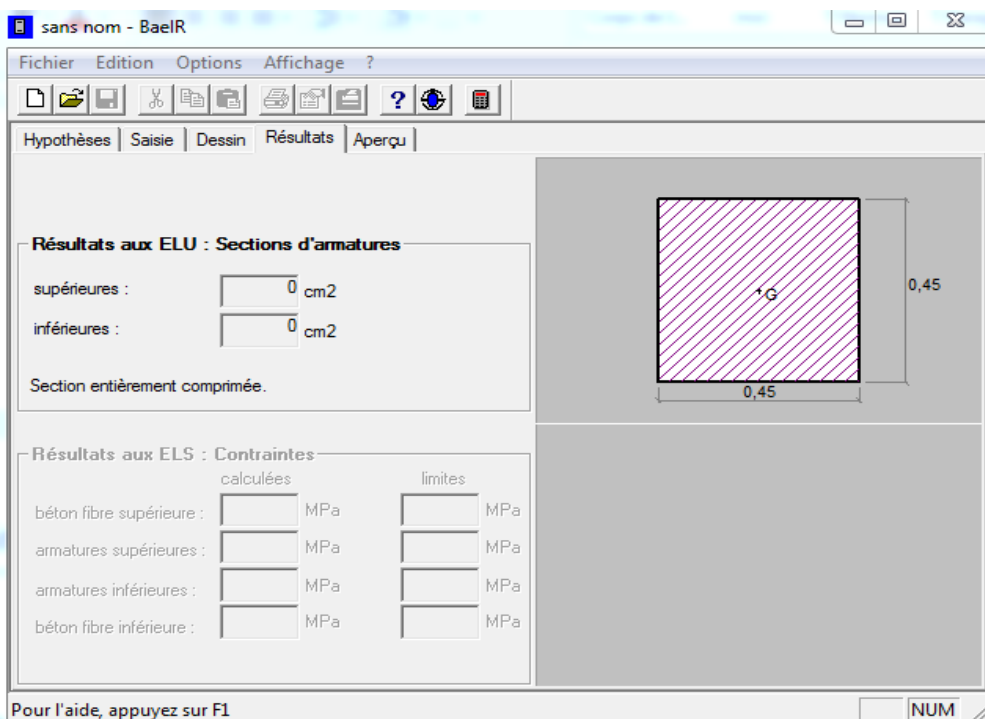 sans nom - BaelR
Fichier Edition Options Affichage ?
Hypothèses Saisie Dessin Résultats Aperçu
Résultats aux ELU : Sections d'armatures
supérieures : 0 cm2
inférieures : 0 cm2
Section entièrement comprimée.
G
0,45
0,45
Résultats aux ELS : Contraintes
calculées limites
béton fibre supérieure : MPa MPa
armatures supérieures : MPa MPa
armatures inférieures : MPa MPa
béton fibre inférieure : MPa MPa
Pour l'aide, appuyez sur F1
NUM